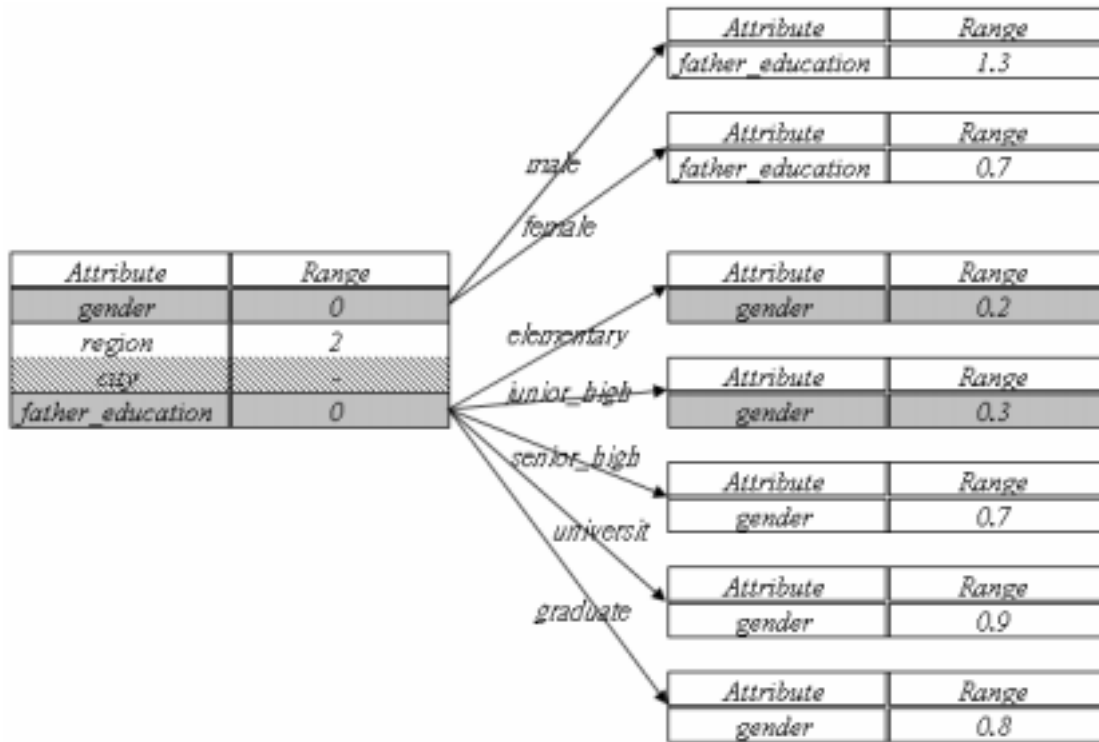 Attribute Range
father_education 1.3
Attribute Range
father_education 0.7
male
female
Attribute Range
gender 0
region 2
city -
father_education 0
elementary
junior_high
senior_high
universit
graduate
Attribute Range
gender 0.2
Attribute Range
gender 0.3
Attribute Range
gender 0.7
Attribute Range
gender 0.9
Attribute Range
gender 0.8